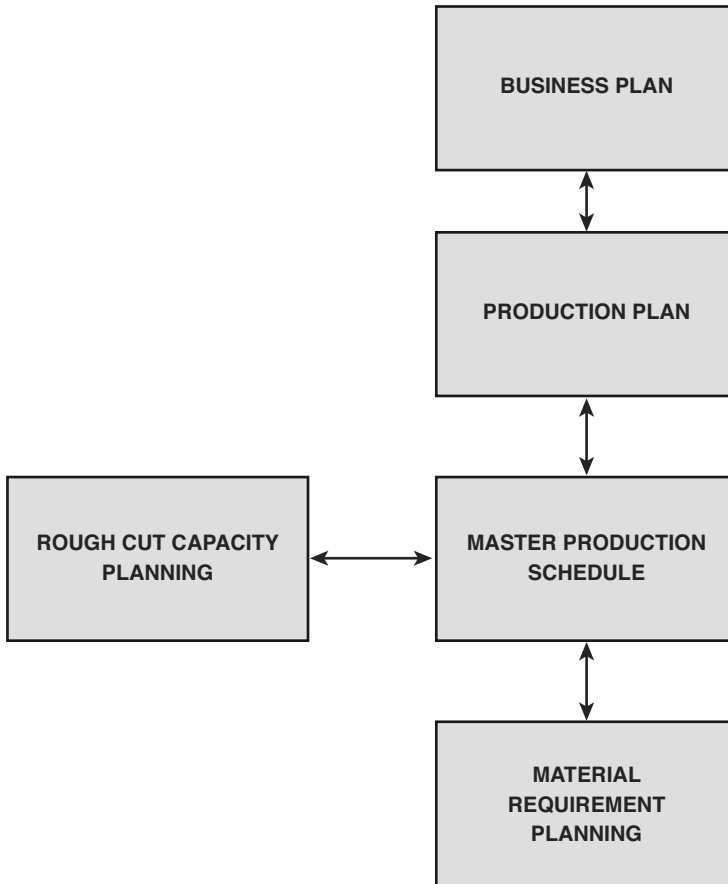 BUSINESS PLAN
PRODUCTION PLAN
ROUGH CUT CAPACITY
PLANNING
MASTER PRODUCTION
SCHEDULE
MATERIAL
REQUIREMENT
PLANNING